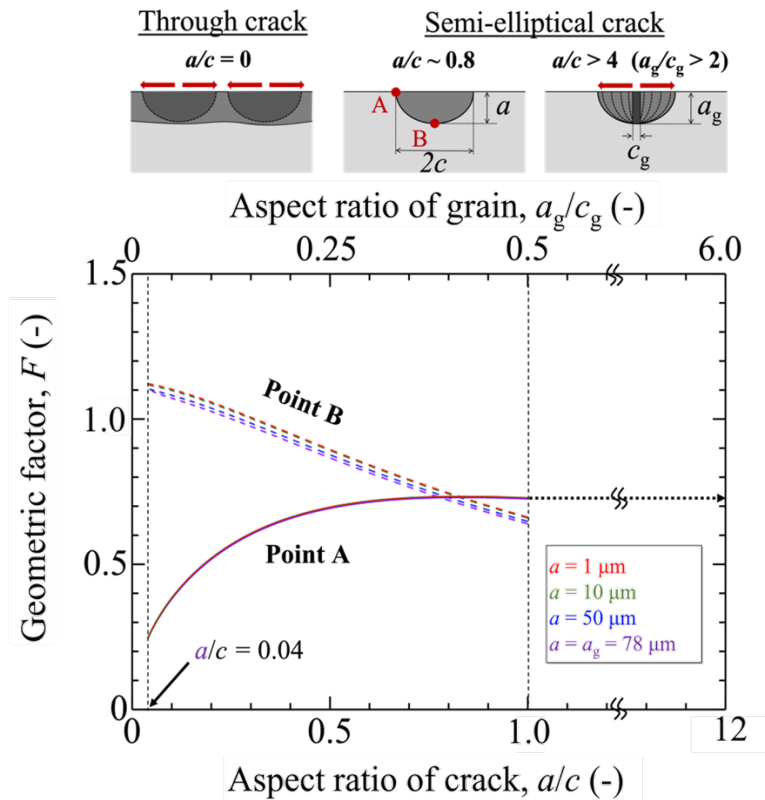 Through crack
Semi-elliptical crack
a/c = 0
a/c ~ 0.8
a/c > 4 (ag/cg > 2)
A
B
a
2c
ag
cg
Aspect ratio of grain, ag/cg (-)
0
0.25
0.5
6.0
1.5
1.0
0.5
0
Geometric factor, F (-)
Point B
Point A
a = 1 μm
a = 10 μm
a = 50 μm
a = ag = 78 μm
a/c = 0.04
0
0.5
1.0
12
Aspect ratio of crack, a/c (-)